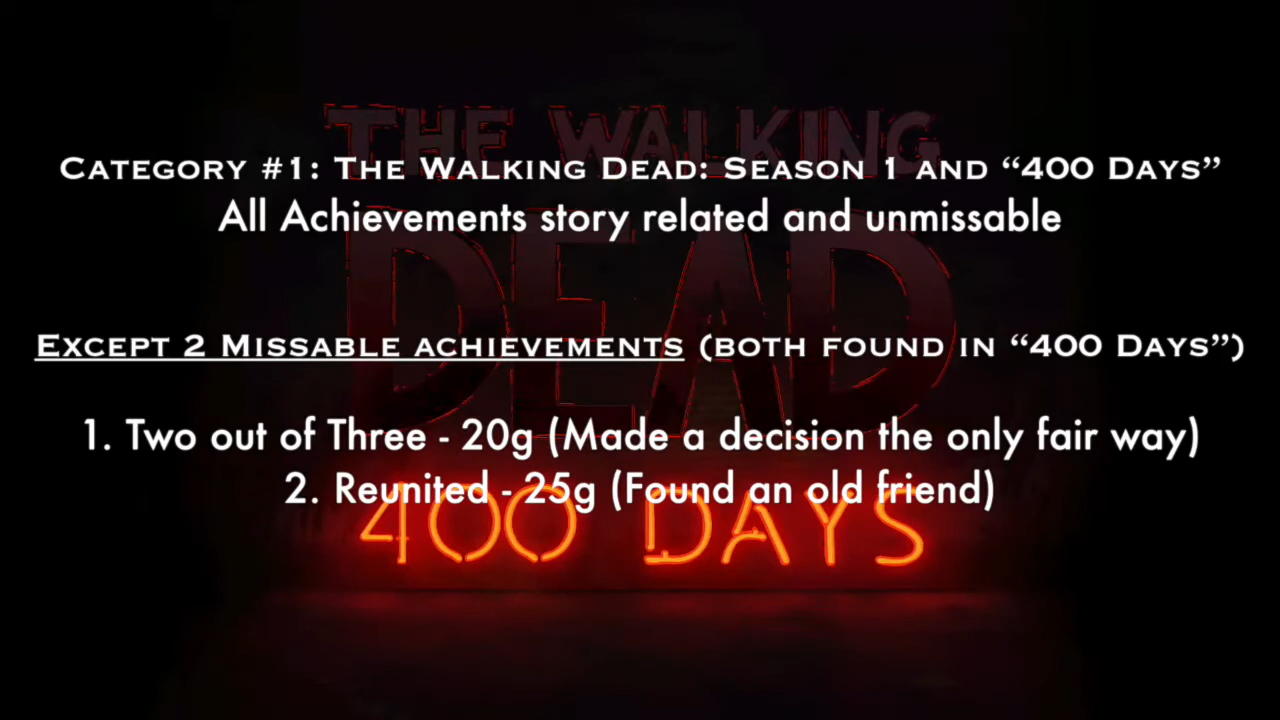 THE WALKING
CATEGORY #1: THE WALKING DEAD: SEASON 1 AND “400 DAYS”
All Achievements story related and unmissable
DEAD
EXCEPT 2 MISSABLE ACHIEVEMENTS (BOTH FOUND IN “400 DAYS”)
1. Two out of Three - 20g (Made a decision the only fair way)
2. Reunited - 25g (Found an old friend)
400 DAYS